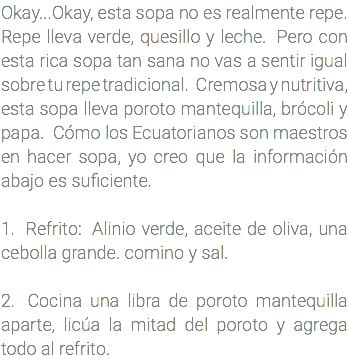 Okay...Okay, esta sopa no es realmente repe.
Repe lleva verde, quesillo y leche. Pero con
esta rica sopa tan sana no vas a sentir igual
sobre tu repe tradicional. Cremosa y nutritiva,
esta sopa lleva poroto mantequilla, brócoli y
papa. Cómo los Ecuatorianos son maestros
en hacer sopa, yo creo que la información
abajo es suficiente.
1. Refrito: Alinio verde, aceite de oliva, una
cebolla grande. comino y sal.
2. Cocina una libra de poroto mantequilla
aparte, licúa la mitad del poroto y agrega
todo al refrito.